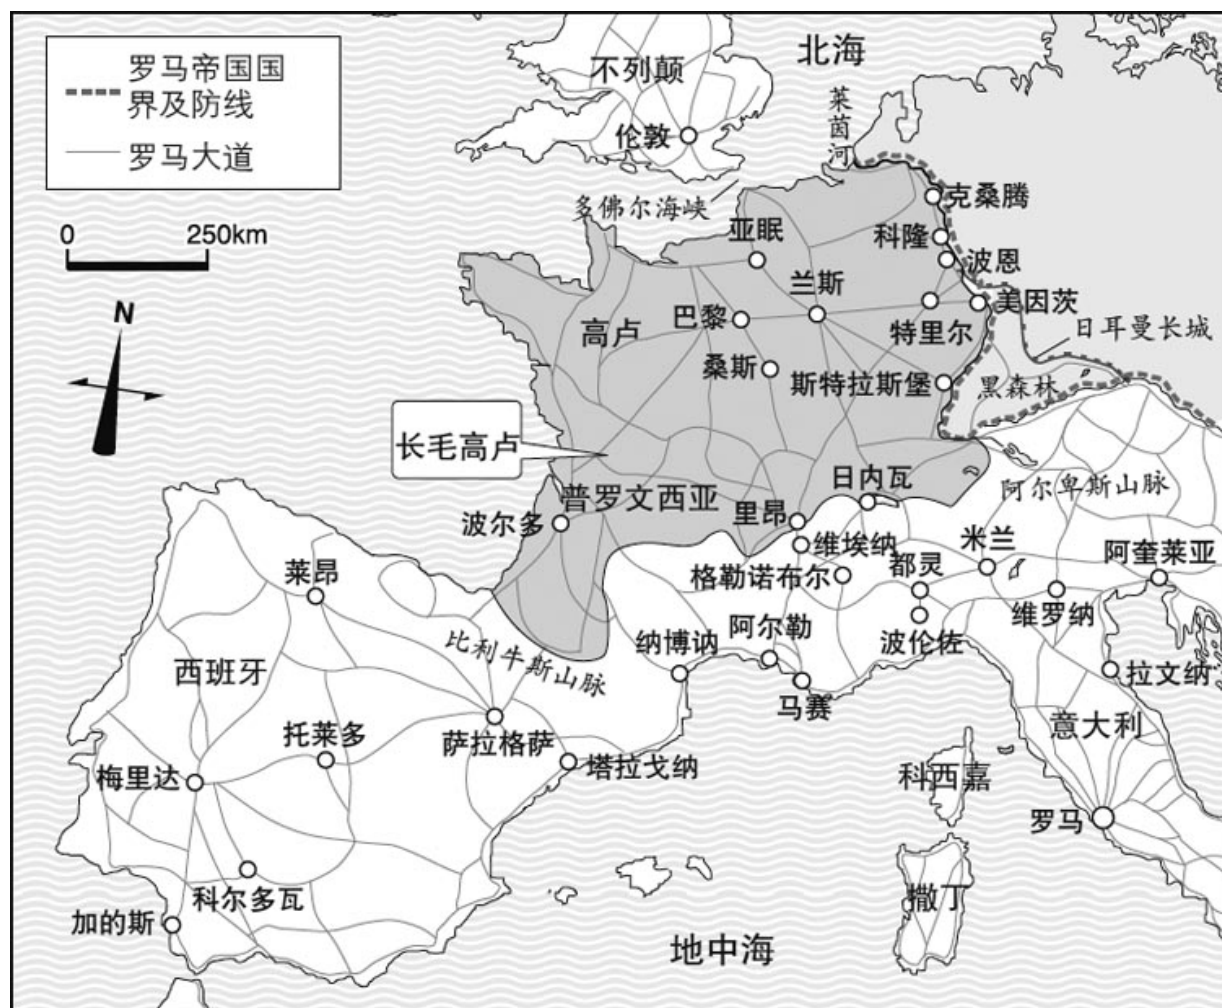 罗马帝国国
界及防线
罗马大道
0 250km
N
北海
不列颠
莱茵河
伦敦
多佛尔海峡
克桑腾
亚眠
科隆
波恩
兰斯
美因茨
巴黎
高卢
特里尔
日耳曼长城
桑斯
斯特拉斯堡
黑森林
长毛高卢
日内瓦
阿尔卑斯山脉
普罗文西亚
里昂
波尔多
维埃纳
米兰
阿奎莱亚
格勒诺布尔
都灵
莱昂
维罗纳
阿尔勒
波伦佐
纳博讷
比利牛斯山脉
西班牙
拉文纳
马赛
意大利
托莱多
萨拉格萨
塔拉戈纳
梅里达
科西嘉
罗马
科尔多瓦
撒丁
加的斯
地中海